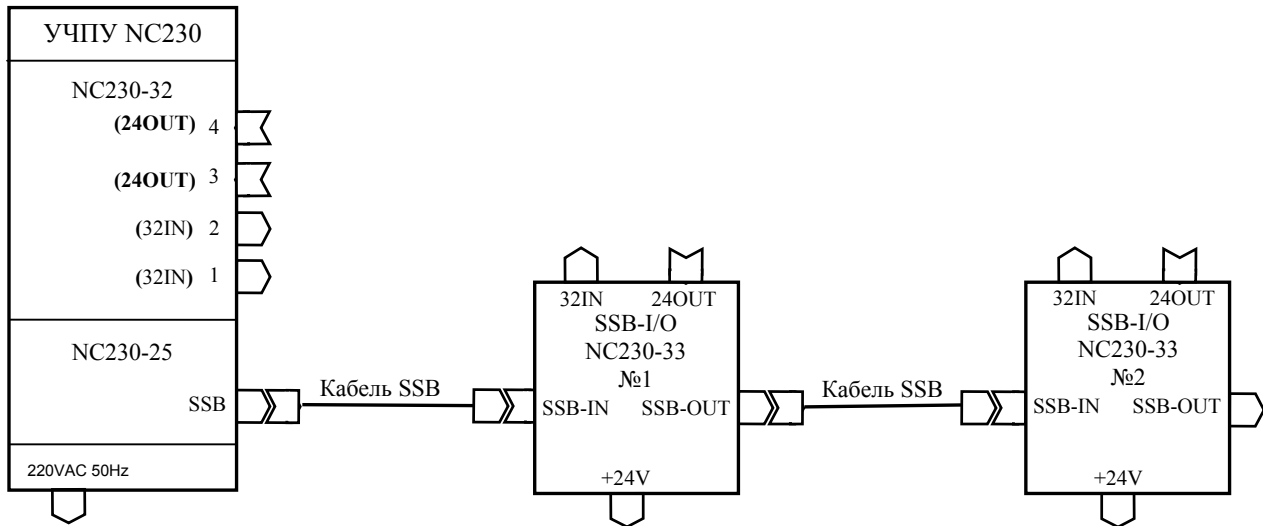 УЧПУ NC230
NC230-32
(24OUT) 4
(24OUT) 3
(32IN) 2
(32IN) 1
NC230-25
SSB
220VAC 50Hz
Кабель SSB
32IN 24OUT
SSB-I/O
NC230-33
№1
SSB-IN SSB-OUT
+24V
Кабель SSB
32IN 24OUT
SSB-I/O
NC230-33
№2
SSB-IN SSB-OUT
+24V